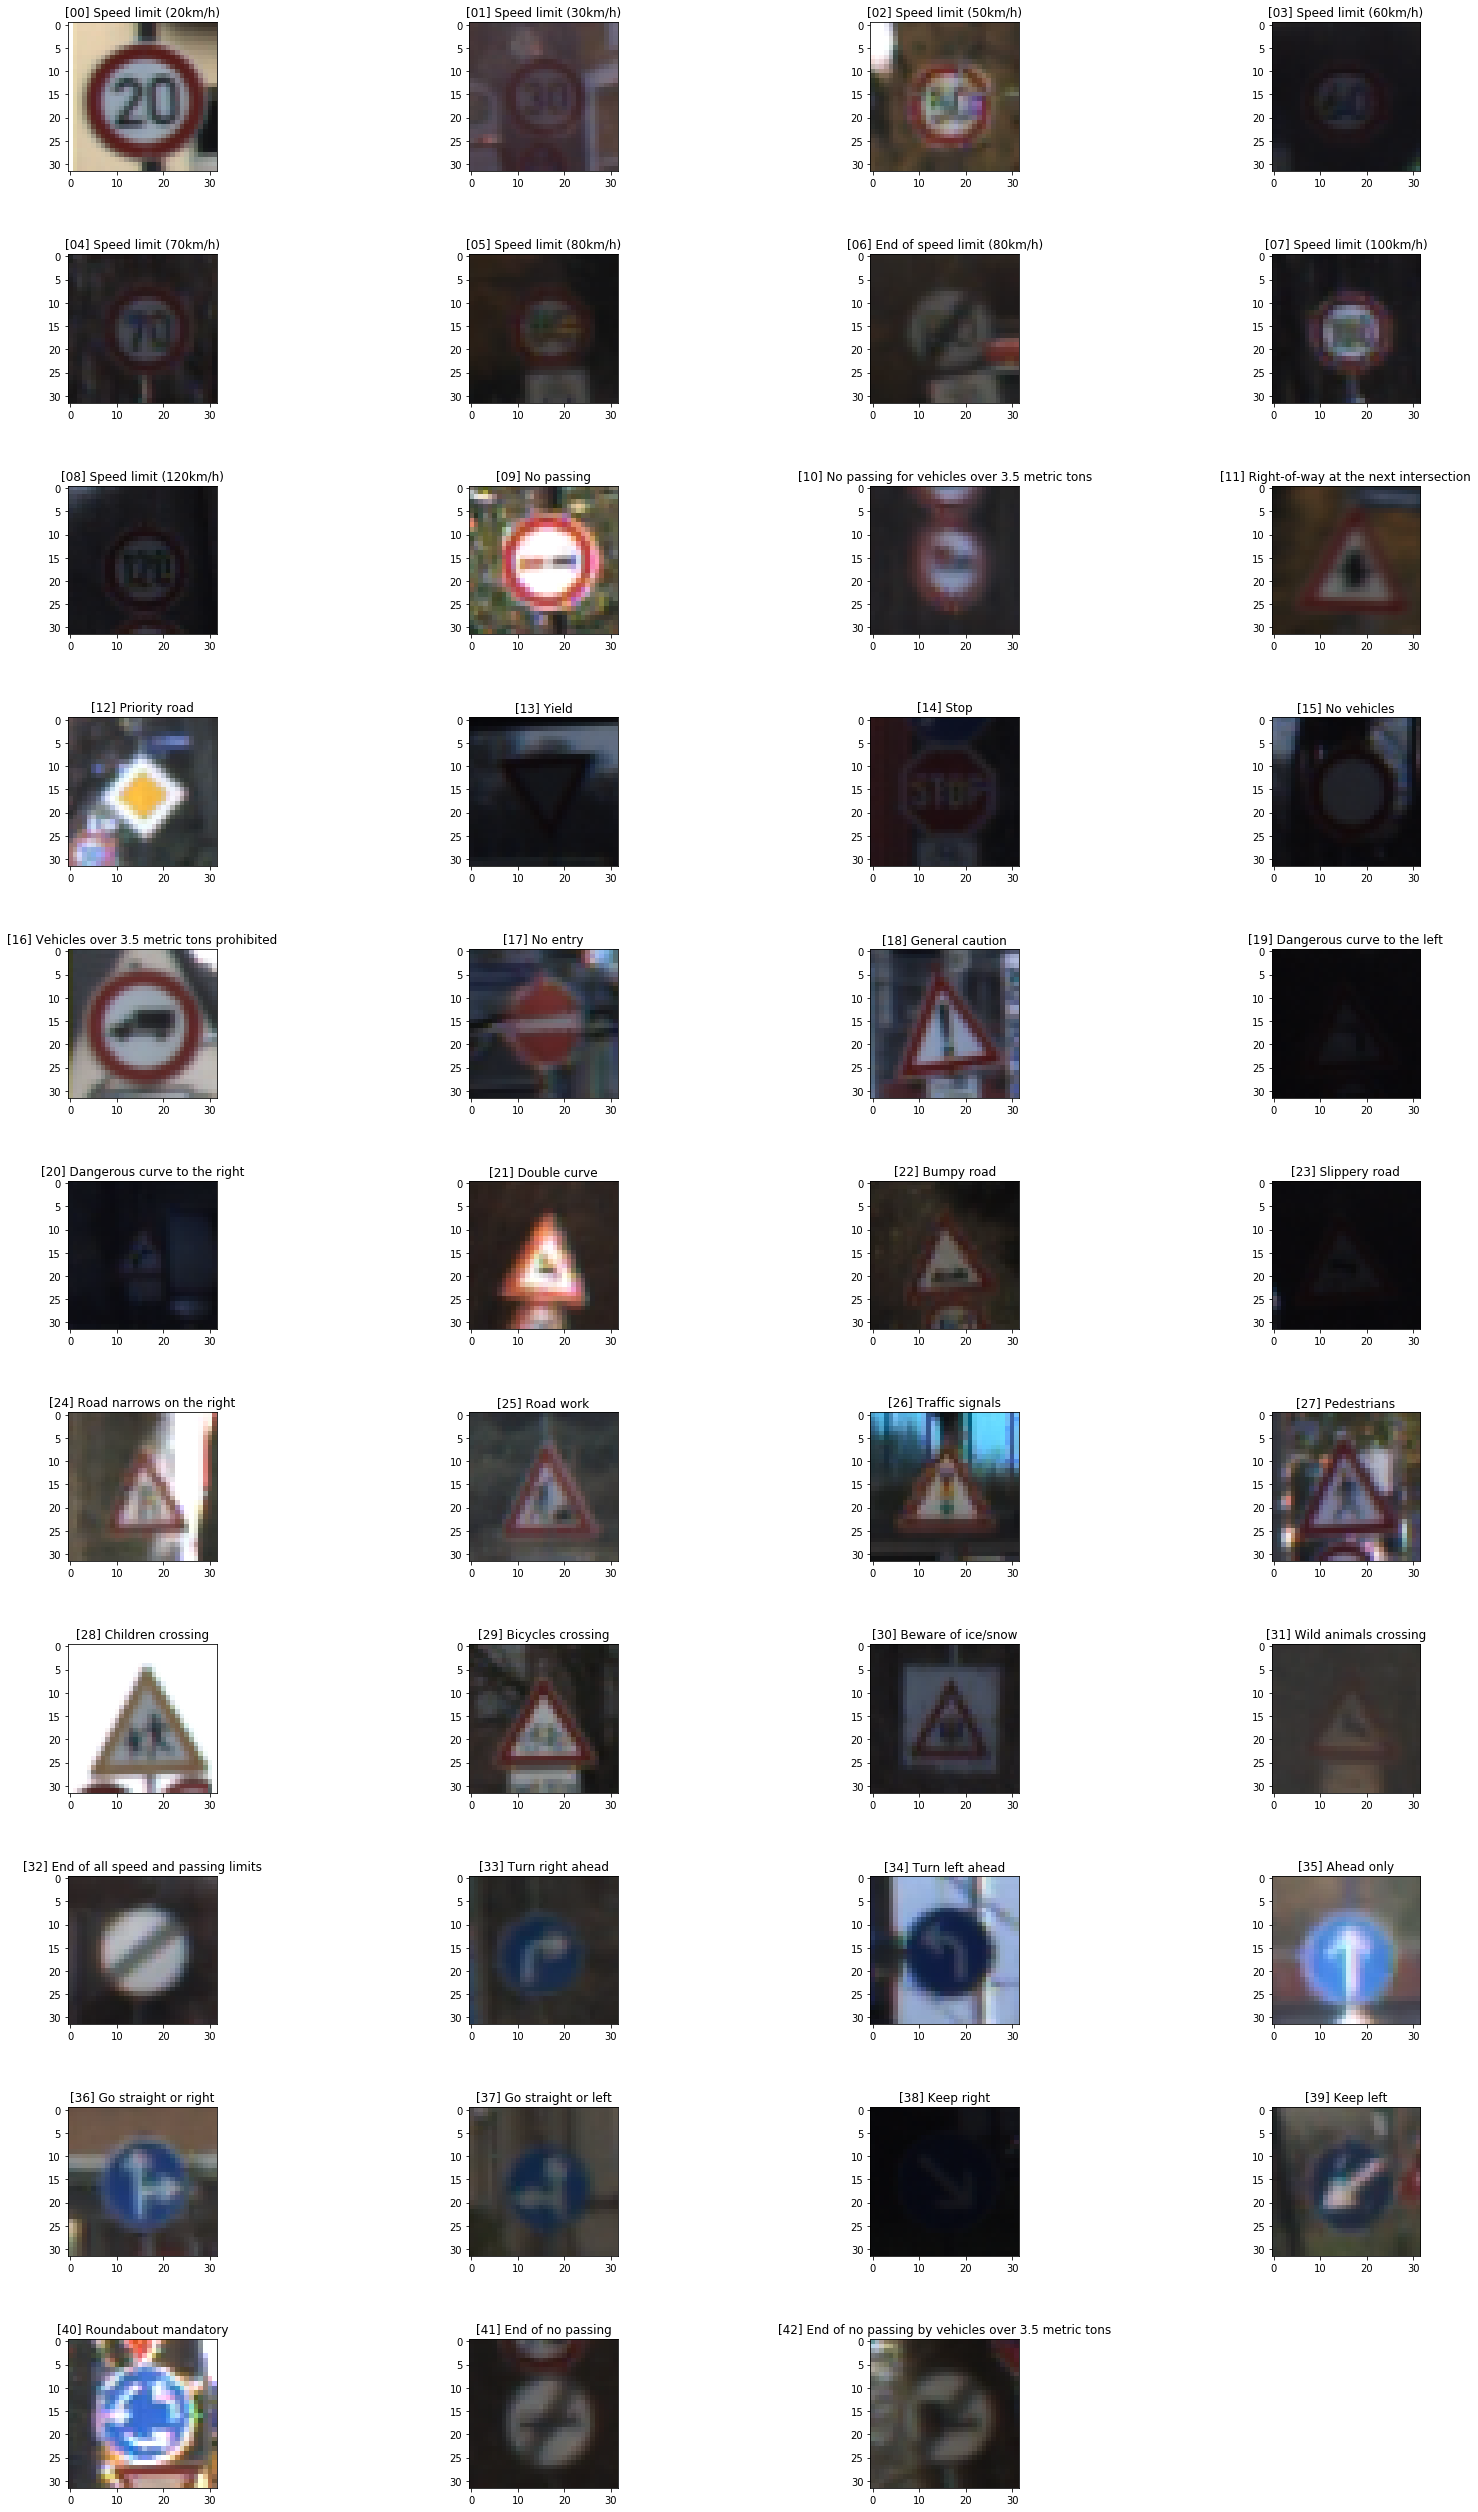 [00] Speed limit (20km/h) [01] Speed limit (30km/h) [02] Speed limit (50km/h) [03] Speed limit (60km/h)
0 0 0 0
5 5 5 5
10 10 10 10
15 20 15 30 15 15
20 20 20 20
25 25 25 25
30 30 30 30
0 10 20 30 0 10 20 30 0 10 20 30 0 10 20 30
[04] Speed limit (70km/h) [05] Speed limit (80km/h) [06] End of speed limit (80km/h) [07] Speed limit (100km/h)
0 0 0 0
5 5 5 5
10 10 10 10
15 70 15 15 15
20 20 20 20
25 25 25 25
30 30 30 30
0 10 20 30 0 10 20 30 0 10 20 30 0 10 20 30
[08] Speed limit (120km/h) [09] No passing [10] No passing for vehicles over 3.5 metric tons [11] Right-of-way at the next intersection
0 0 0 0
5 5 5 5
10 10 10 10
15 15 15 15
20 20 20 20
25 25 25 25
30 30 30 30
0 10 20 30 0 10 20 30 0 10 20 30 0 10 20 30
[12] Priority road [13] Yield [14] Stop [15] No vehicles
0 0 0 0
5 5 5 5
10 10 10 10
15 15 15 STOP 15
20 20 20 20
25 25 25 25
30 30 30 30
0 10 20 30 0 10 20 30 0 10 20 30 0 10 20 30
[16] Vehicles over 3.5 metric tons prohibited [17] No entry [18] General caution [19] Dangerous curve to the left
0 0 0 0
5 5 5 5
10 10 10 10
15 15 15 15
20 20 20 20
25 25 25 25
30 30 30 30
0 10 20 30 0 10 20 30 0 10 20 30 0 10 20 30
[20] Dangerous curve to the right [21] Double curve [22] Bumpy road [23] Slippery road
0 0 0 0
5 5 5 5
10 10 10 10
15 15 15 15
20 20 20 20
25 25 25 25
30 30 30 30
0 10 20 30 0 10 20 30 0 10 20 30 0 10 20 30
[24] Road narrows on the right [25] Road work [26] Traffic signals [27] Pedestrians
0 0 0 0
5 5 5 5
10 10 10 10
15 15 15 15
20 20 20 20
25 25 25 25
30 30 30 30
0 10 20 30 0 10 20 30 0 10 20 30 0 10 20 30
[28] Children crossing [29] Bicycles crossing [30] Beware of ice/snow [31] Wild animals crossing
0 0 0 0
5 5 5 5
10 10 10 10
15 15 15 15
20 20 20 20
25 25 25 25
30 30 30 30
0 10 20 30 0 10 20 30 0 10 20 30 0 10 20 30
[32] End of all speed and passing limits [33] Turn right ahead [34] Turn left ahead [35] Ahead only
0 0 0 0
5 5 5 5
10 10 10 10
15 15 15 15
20 20 20 20
25 25 25 25
30 30 30 30
0 10 20 30 0 10 20 30 0 10 20 30 0 10 20 30
[36] Go straight or right [37] Go straight or left [38] Keep right [39] Keep left
0 0 0 0
5 5 5 5
10 10 10 10
15 15 15 15
20 20 20 20
25 25 25 25
30 30 30 30
0 10 20 30 0 10 20 30 0 10 20 30 0 10 20 30
[40] Roundabout mandatory [41] End of no passing [42] End of no passing by vehicles over 3.5 metric tons
0 0 0
5 5 5
10 10 10
15 15 15
20 20 20
25 25 25
30 30 30
0 10 20 30 0 10 20 30 0 10 20 30